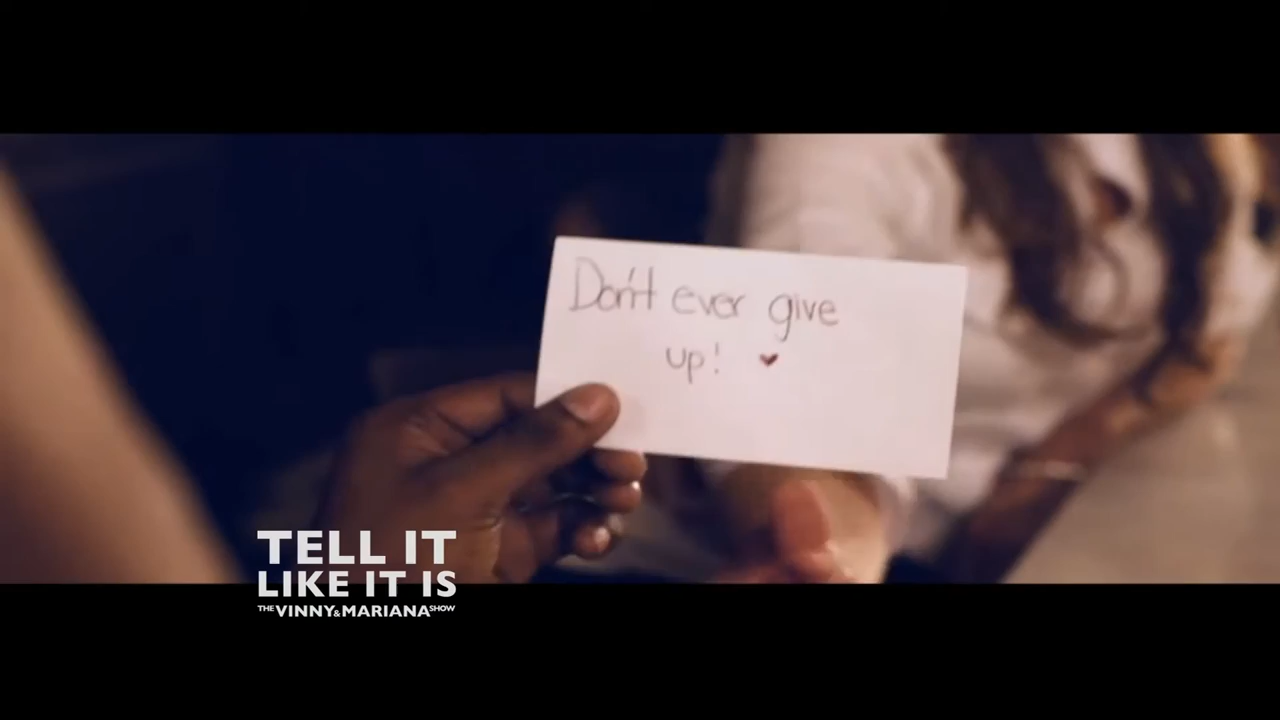 Don't ever give
up! ♥
TELL IT
LIKE IT IS
THE VINNY & MARIANA SHOW